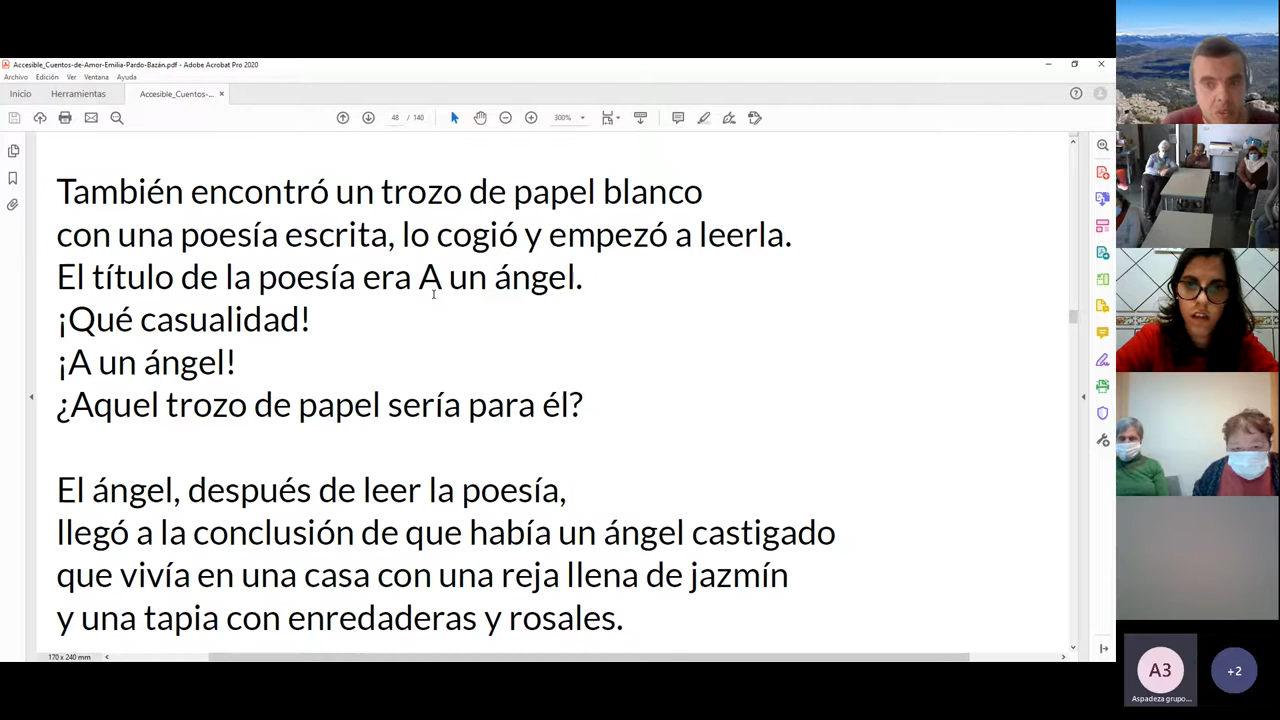 Accesible_Cuentos-de-Amor-Emilia-Pardo-Bazán.pdf - Adobe Acrobat Pro 2020
Archivo Edición Ver Ventana Ayuda
Inicio Herramientas Accesible_Cuentos-...
48 / 140 300%
También encontró un trozo de papel blanco
con una poesía escrita, lo cogió y empezó a leerla.
El título de la poesía era A un ángel.
¡Qué casualidad!
¡A un ángel!
¿Aquel trozo de papel sería para él?
El ángel, después de leer la poesía,
llegó a la conclusión de que había un ángel castigado
que vivía en una casa con una reja llena de jazmín
y una tapia con enredaderas y rosales.
170 x 240 mm
A3
Aspadeza grupo...
+2